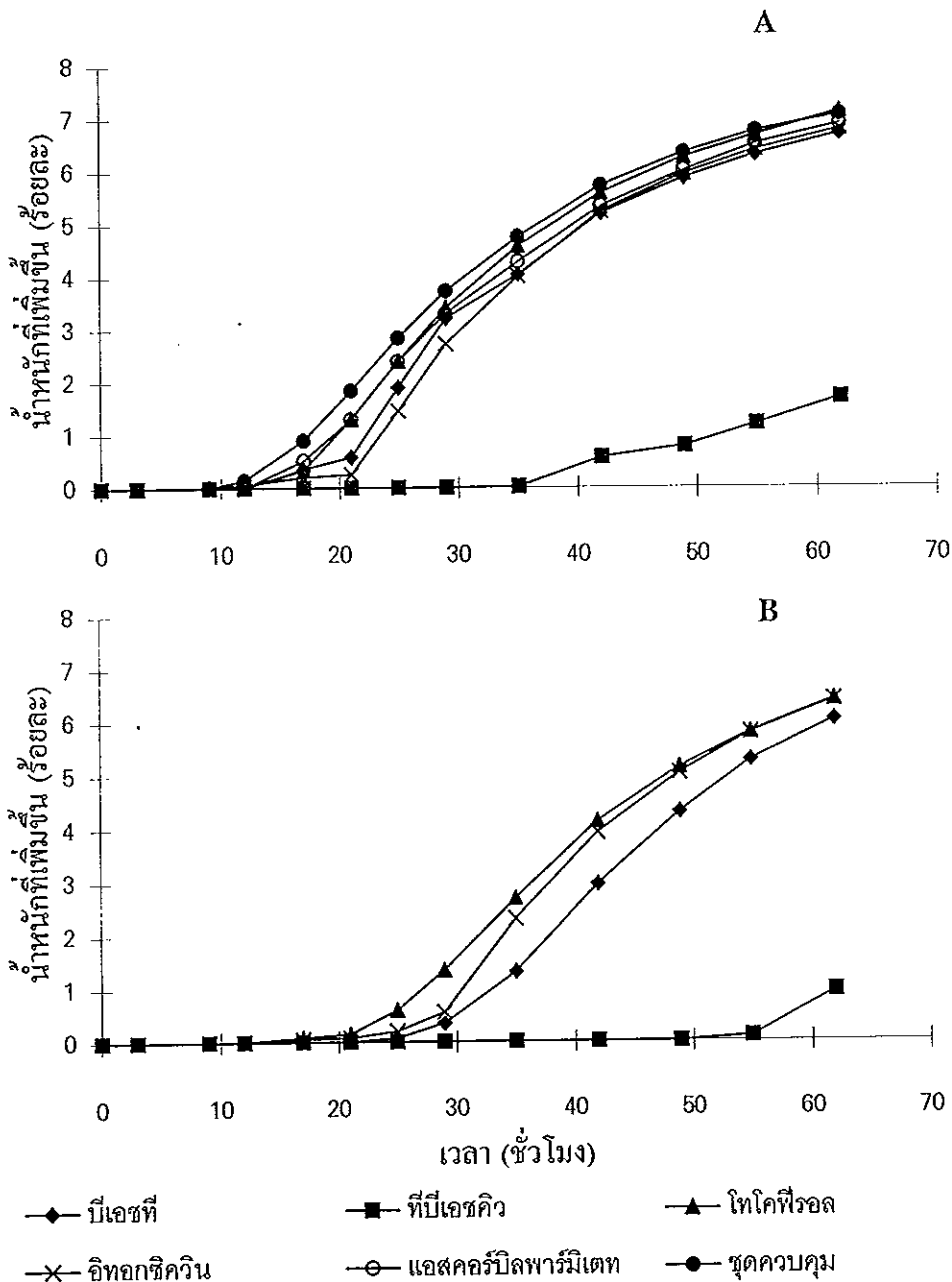 A
8
7
6
5
4
3
2
1
0
น้ำหนักที่เพิ่มขึ้น (ร้อยละ)
0 10 20 30 40 50 60 70
B
8
7
6
5
4
3
2
1
0
น้ำหนักที่เพิ่มขึ้น (ร้อยละ)
0 10 20 30 40 50 60 70
เวลา (ชั่วโมง)
บีเอชที ทีบีเอชคิว โทโคฟีรอล
อิทอกซิควิน แอสคอร์บิลพาร์มิเตท ชุดควบคุม